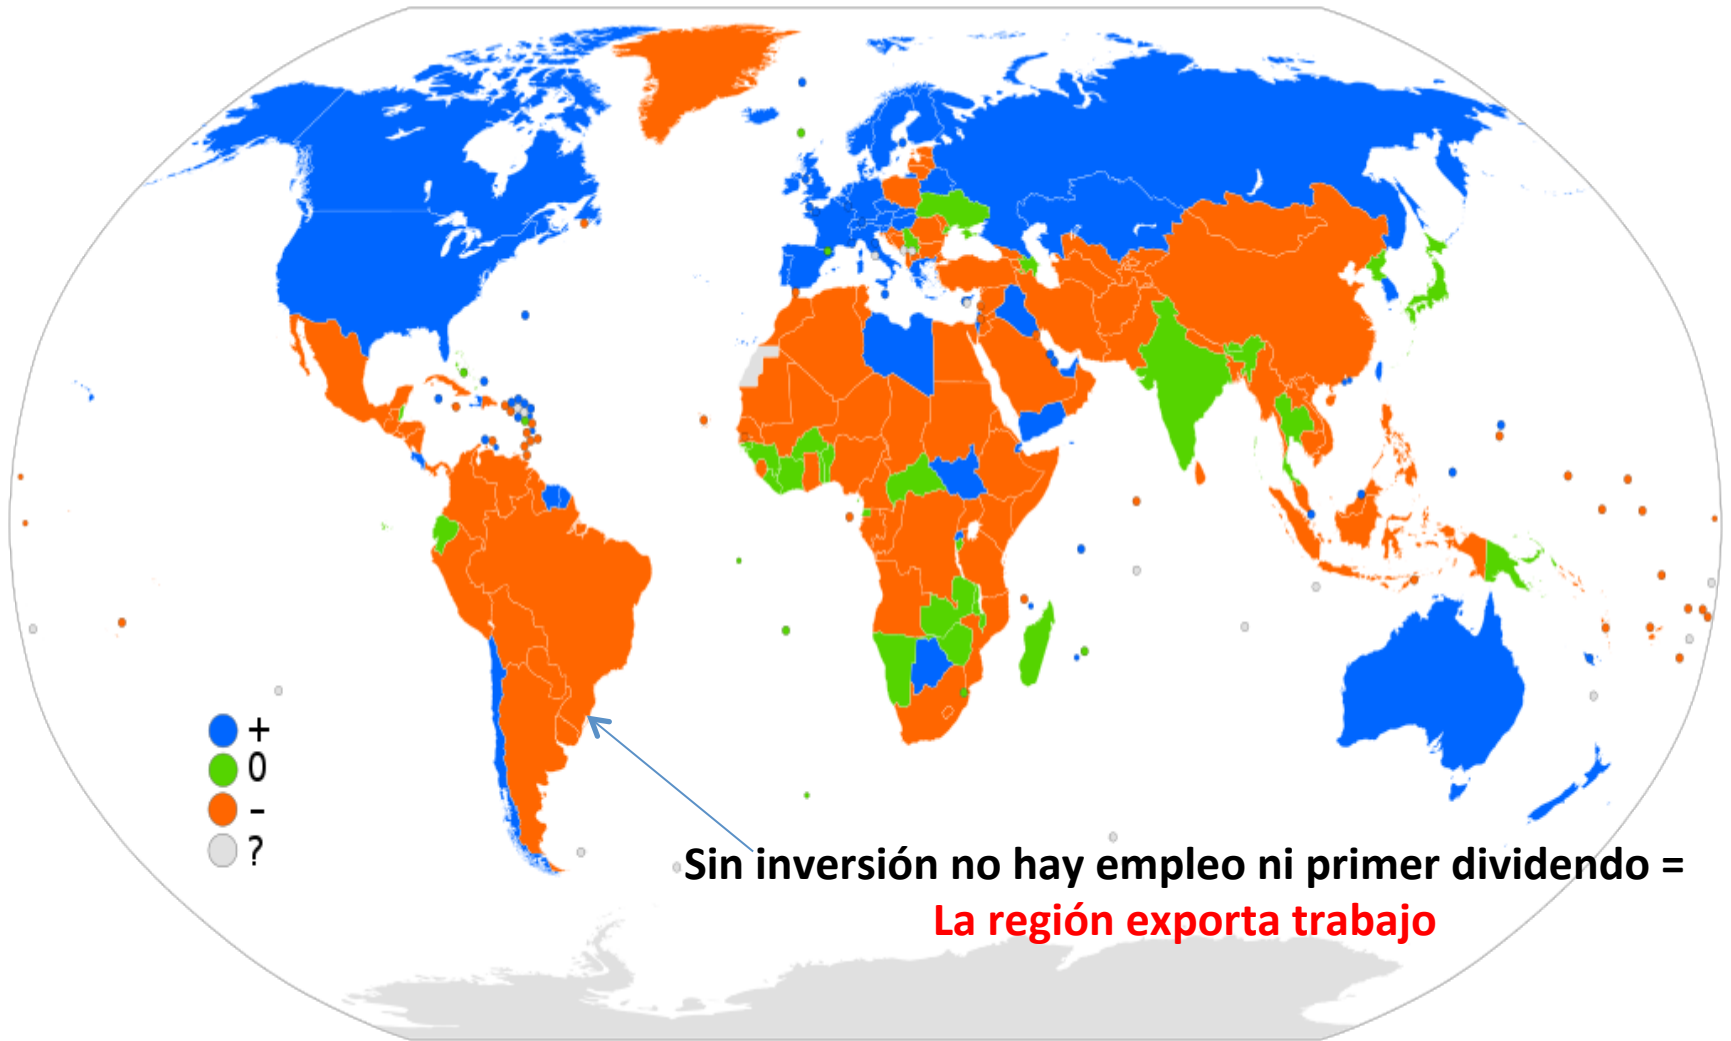 +
0
-
?
Sin inversión no hay empleo ni primer dividendo =
La región exporta trabajo